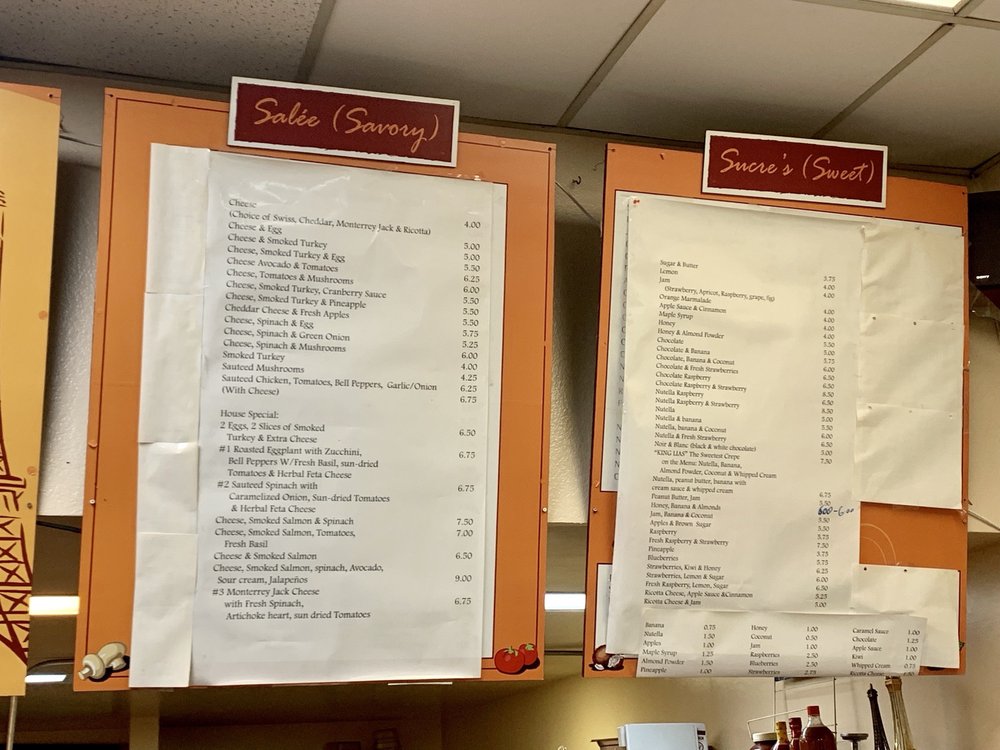 Salée (Savory)
Cheese
(Choice of Swiss, Cheddar, Monterrey Jack & Ricotta) 4.00
Cheese & Egg
Cheese & Smoked Turkey 5.00
Cheese, Smoked Turkey & Egg 5.00
Cheese Avocado & Tomatoes 5.50
Cheese, Tomatoes & Mushrooms 6.25
Cheese, Smoked Turkey, Cranberry Sauce 6.00
Cheese, Smoked Turkey & Pineapple 5.50
Cheddar Cheese & Fresh Apples 5.50
Cheese, Spinach & Egg 5.50
Cheese, Spinach & Green Onion 5.75
Cheese, Spinach & Mushrooms 5.25
Smoked Turkey 6.00
Sauteed Mushrooms 4.00
Sauteed Chicken, Tomatoes, Bell Peppers, Garlic/Onion 4.25
(With Cheese) 6.25
6.75
House Special:
2 Eggs, 2 Slices of Smoked
Turkey & Extra Cheese 6.50
#1 Roasted Eggplant with Zucchini,
Bell Peppers W/Fresh Basil, sun-dried 6.75
Tomatoes & Herbal Feta Cheese
#2 Sauteed Spinach with
Caramelized Onion, Sun-dried Tomatoes 6.75
& Herbal Feta Cheese
Cheese, Smoked Salmon & Spinach 7.50
Cheese, Smoked Salmon, Tomatoes, 7.00
Fresh Basil
Cheese & Smoked Salmon 6.50
Cheese, Smoked Salmon, spinach, Avocado,
Sour cream, Jalapeños 9.00
#3 Monterrey Jack Cheese
with Fresh Spinach, 6.75
Artichoke heart, sun dried Tomatoes
Sucre's (Sweet)
Sugar & Butter
Lemon 3.75
Jam 4.00
(Strawberry, Apricot, Raspberry, grape, fig) 4.00
Orange Marmalade
Apple Sauce & Cinnamon 4.00
Maple Syrup 4.00
Honey 4.00
Honey & Almond Powder 4.00
Chocolate 5.50
Chocolate & Banana 5.00
Chocolate, Banana & Coconut 5.75
Chocolate & Fresh Strawberries 6.00
Chocolate Raspberry 6.50
Chocolate Raspberry & Strawberry 6.50
Nutella Raspberry 8.50
Nutella Raspberry & Strawberry 6.50
Nutella 8.50
Nutella & banana 5.00
Nutella, banana & Coconut 5.50
Nutella & Fresh Strawberry 6.00
Noir & Blanc (black & white chocolate) 6.50
"KING LIAS" The Sweetest Crepe 5.00
on the Menu: Nutella, Banana, 7.50
Almond Powder, Coconut & Whipped Cream
Nutella, peanut butter, banana with
cream sauce & whipped cream
Peanut Butter, Jam 6.75
Honey, Banana & Almonds 5.50
Jam, Banana & Coconut
Apples & Brown Sugar 5.50
Raspberry 5.50
Fresh Raspberry & Strawberry 5.75
Pineapple 7.50
Blueberries 3.75
Strawberries, Kiwi & Honey 5.75
Strawberries, Lemon & Sugar 6.25
Fresh Raspberry, Lemon, Sugar 6.00
Ricotta Cheese, Apple Sauce &Cinnamon 6.50
Ricotta Cheese & Jam 5.25
5.00
Banana 0.75 Honey 1.00 Caramel Sauce 1.00
Nutella 1.50 Coconut 0.50 Chocolate 1.25
Apples 1.00 Jam 1.00 Apple Sauce 1.00
Maple Syrup 1.25 Raspberries 2.50 Kiwi 1.00
Almond Powder 1.50 Blueberries 2.50 Whipped Cream 0.75
Pineapple 1.00 Strawberries 2.75 Ricotta Cheese